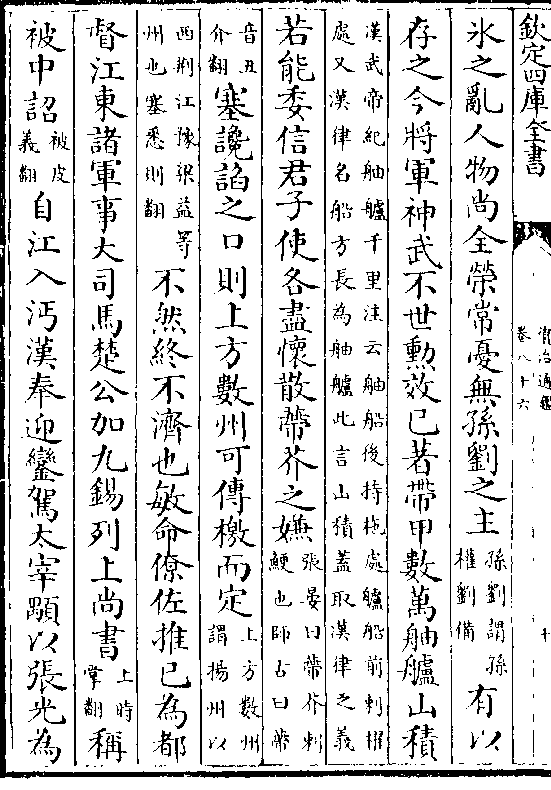 欽定四庫全書
資治通鑑
卷八十六
十
氷之亂人物尚全榮常憂無孫劉之主孫劉謂孫權劉備有以
存之今將軍神武不世勲效已著帶甲數萬舳艫山積
漢武帝紀舳艫千里注云舳船後持柂處艫船前刺櫂
處又漢律名船方長為舳艫此言山積蓋取漢律之義
若能委信君子使各盡懷散蔕芥之嫌張晏曰蔕芥刺鯁也師古曰蔕
音丑介翻塞讒謟之口則上方數州可傳檄而定上方數州謂揚州以
西荆江豫梁益等州也塞悉則翻不然終不濟也敏命僚佐推已為都
督江東諸軍事大司馬楚公加九錫列上尚書上時掌翻稱
被中詔被皮義翻自江入沔漢奉迎鑾駕太宰顒以張光為